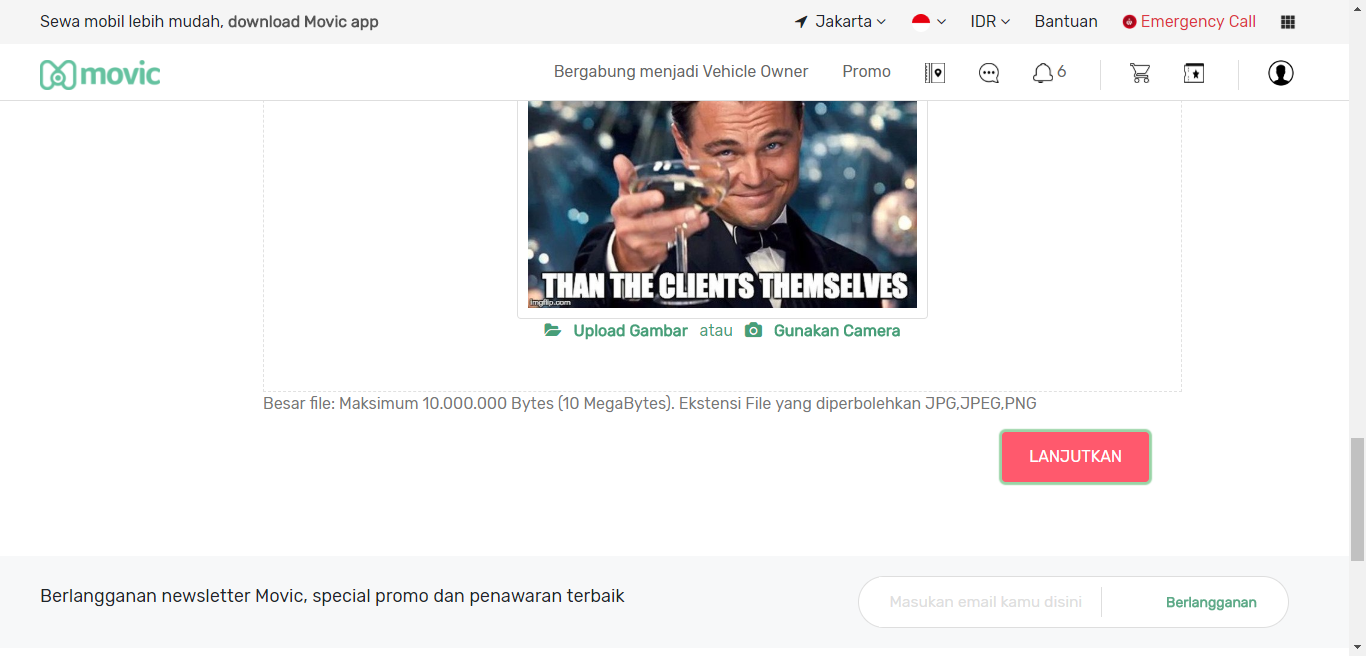 Sewa mobil lebih mudah, download Movic app
Jakarta
IDR
Bantuan
Emergency Call
movic
Bergabung menjadi Vehicle Owner
Promo
6
THAN THE CLIENTS THEMSELVES
imgflip.com
Upload Gambar atau Gunakan Camera
Besar file: Maksimum 10.000.000 Bytes (10 MegaBytes). Ekstensi File yang diperbolehkan JPG,JPEG,PNG
LANJUTKAN
Berlangganan newsletter Movic, special promo dan penawaran terbaik
Masukan email kamu disini
Berlangganan